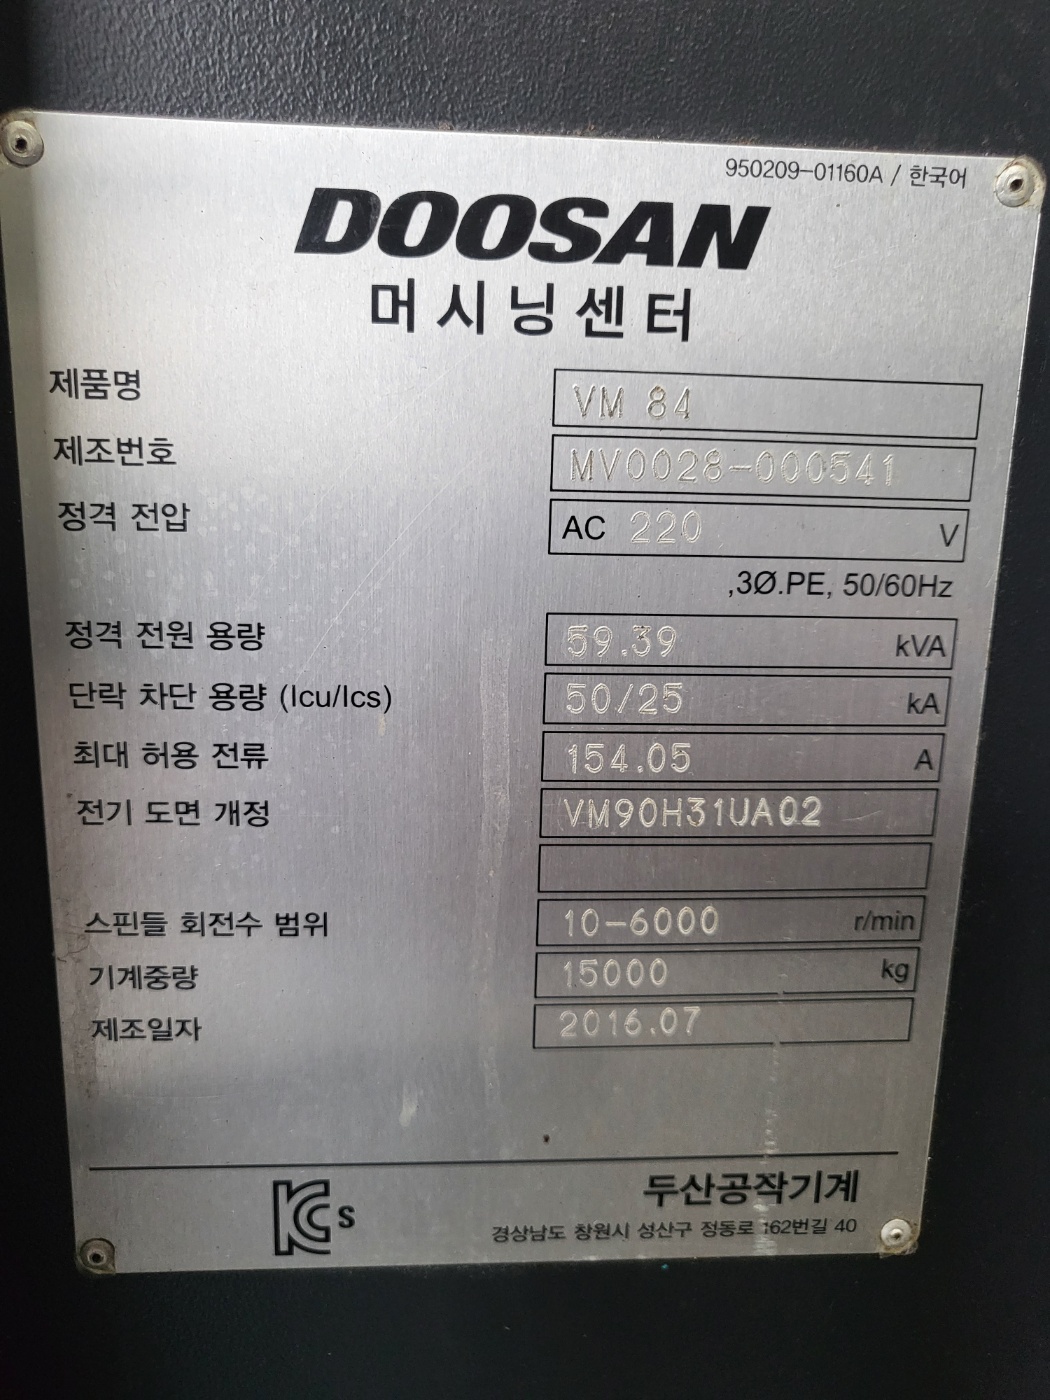 950209-01160A / 한국어
DOOSAN
머시닝센터
제품명 VM 84
제조번호 MV0028-000541
정격 전압 AC 220 V
,3Ø.PE, 50/60Hz
정격 전원 용량 59.39 kVA
단락 차단 용량 (Icu/Ics) 50/25 kA
최대 허용 전류 154.05 A
전기 도면 개정 VM90H31UA02
스핀들 회전수 범위 10-6000 r/min
기계중량 15000 kg
제조일자 2016.07
KCs
두산공작기계
경상남도 창원시 성산구 정동로 162번길 40